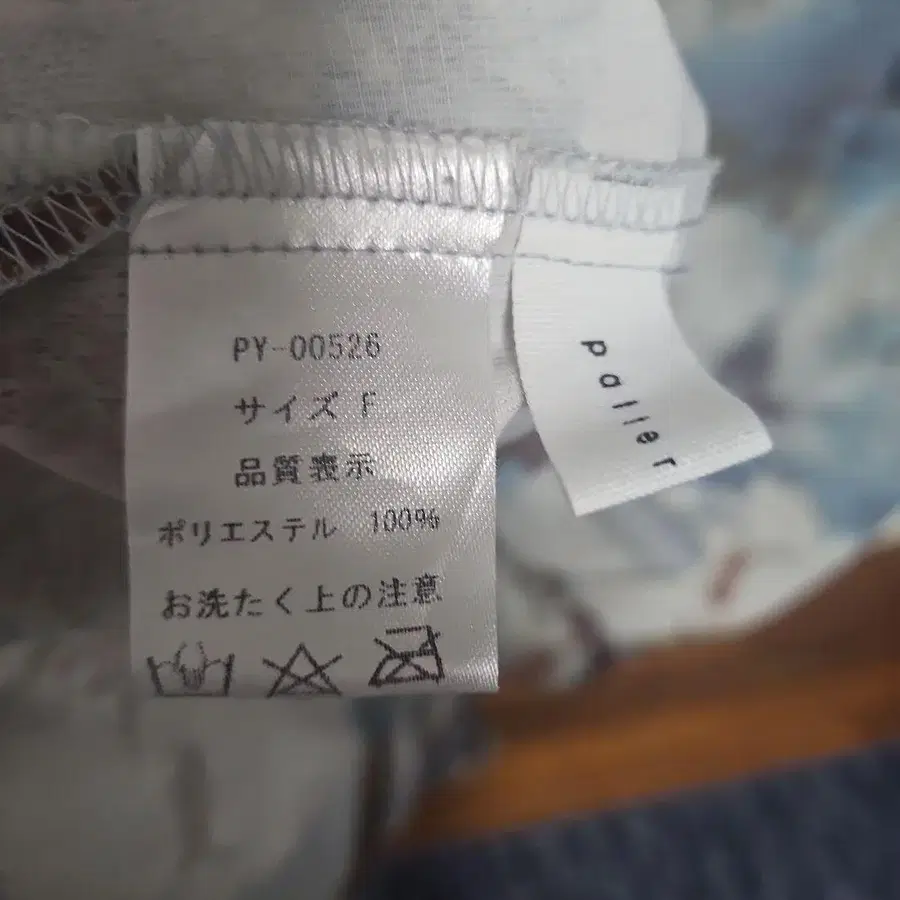 PY-00526
サイズ F
品質表示
ポリエステル 100%
お洗たく上の注意
paller